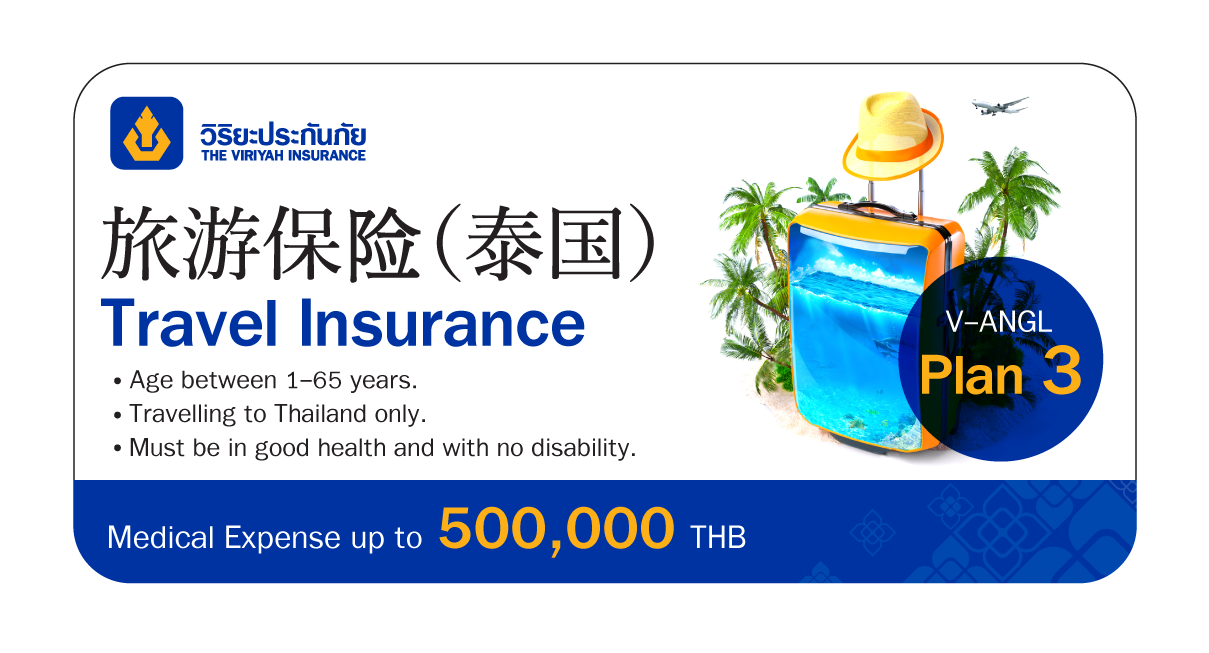 วิริยะประกันภัย
THE VIRIYAH INSURANCE
旅游保险(泰国)
Travel Insurance
• Age between 1–65 years.
• Travelling to Thailand only.
• Must be in good health and with no disability.
V–ANGL
Plan 3
Medical Expense up to 500,000 THB